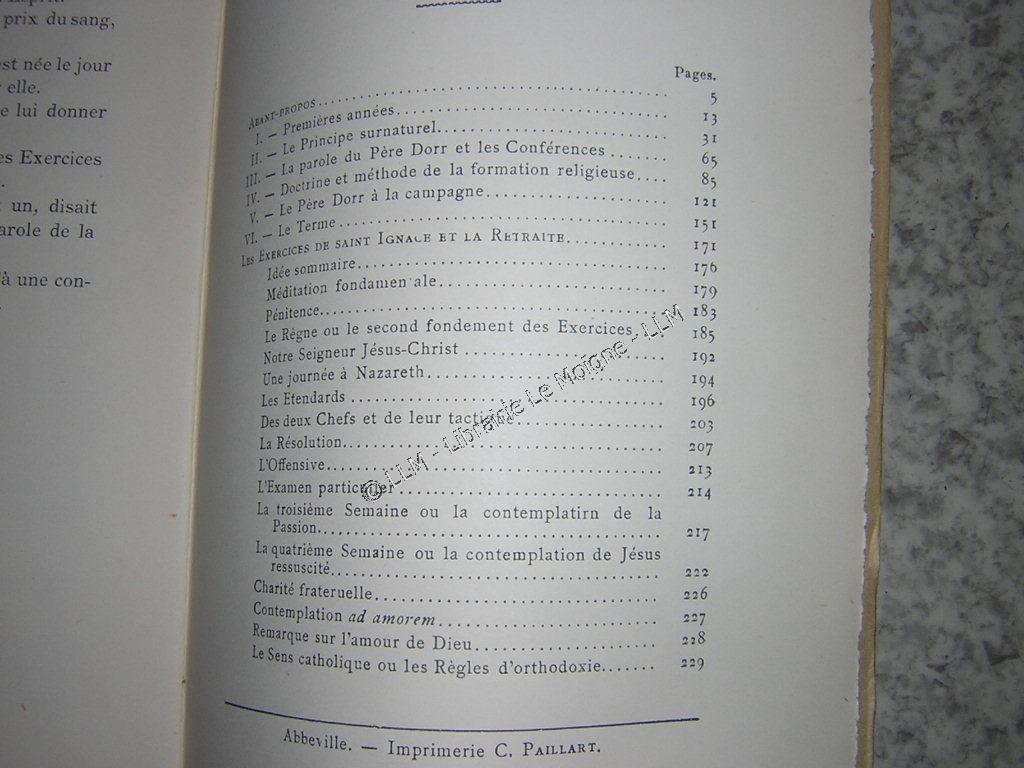 Esprit.
prix du sang,
est née le jour
elle.
e lui donner
es Exercices
un, disait
arole de la
à une con-
Pages.
AVANT-PROPOS 5
I. — Premières années 13
II. — Le Principe surnaturel 31
III. — La parole du Père Dorr et les Conférences 65
IV. — Doctrine et méthode de la formation religieuse 85
V. — Le Père Dorr à la campagne 121
VI. — Le Terme 151
LES EXERCICES DE SAINT IGNACE ET LA RETRAITE 171
Idée sommaire 176
Méditation fondamen ale 179
Pénitence 183
Le Règne ou le second fondement des Exercices 185
Notre Seigneur Jésus-Christ 192
Une journée à Nazareth 194
Les Etendards 196
Des deux Chefs et de leur tactique 203
La Résolution 207
L'Offensive 213
L'Examen particulier 214
La troisième Semaine ou la contemplatirn de la
Passion 217
La quatrième Semaine ou la contemplation de Jésus
ressuscité 222
Charité frateruelle 226
Contemplation ad amorem 227
Remarque sur l'amour de Dieu 228
Le Sens catholique ou les Règles d'orthodoxie 229
Abbeville. — Imprimerie C. PAILLART.
© LLM - Librairie Le Moigne - LLM